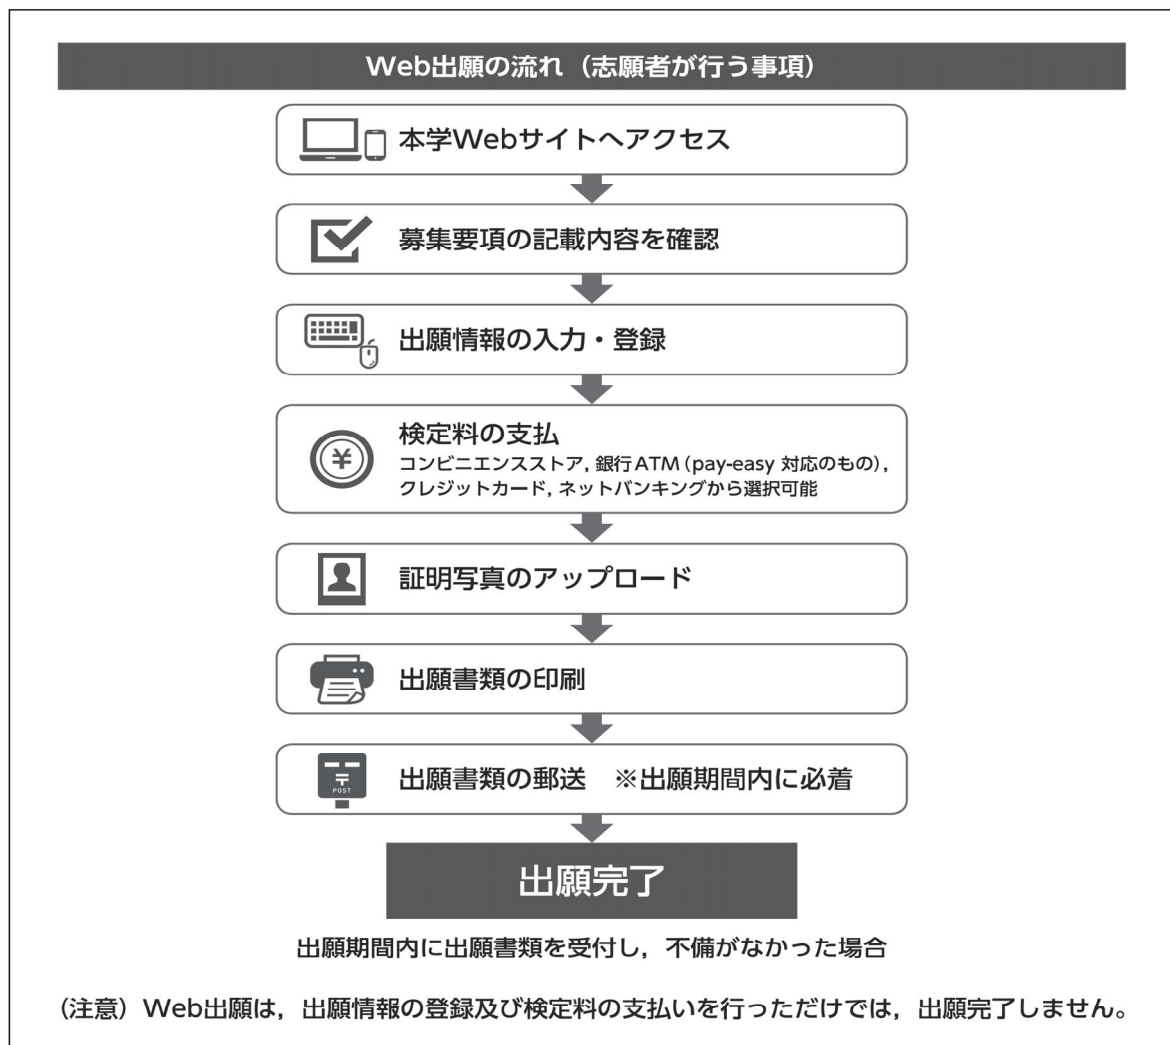 Web出願の流れ（志願者が行う事項）
本学Webサイトへアクセス
募集要項の記載内容を確認
出願情報の入力・登録
¥
検定料の支払
コンビニエンスストア，銀行ATM（pay-easy 対応のもの），
クレジットカード，ネットバンキングから選択可能
証明写真のアップロード
出願書類の印刷
〒
POST
出願書類の郵送　※出願期間内に必着
出願完了
出願期間内に出願書類を受付し，不備がなかった場合
（注意）Web出願は，出願情報の登録及び検定料の支払いを行っただけでは，出願完了しません。